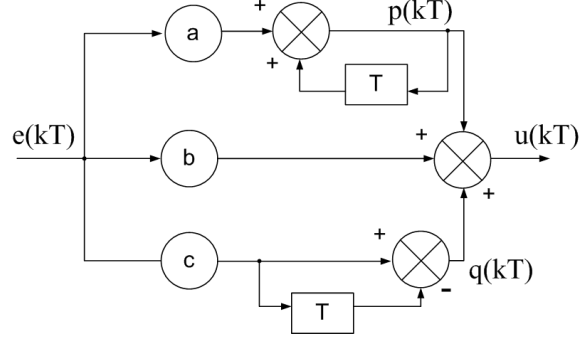 +
p(kT)
a
+
T
e(kT)
+
u(kT)
b
+
+
c
q(kT)
-
T